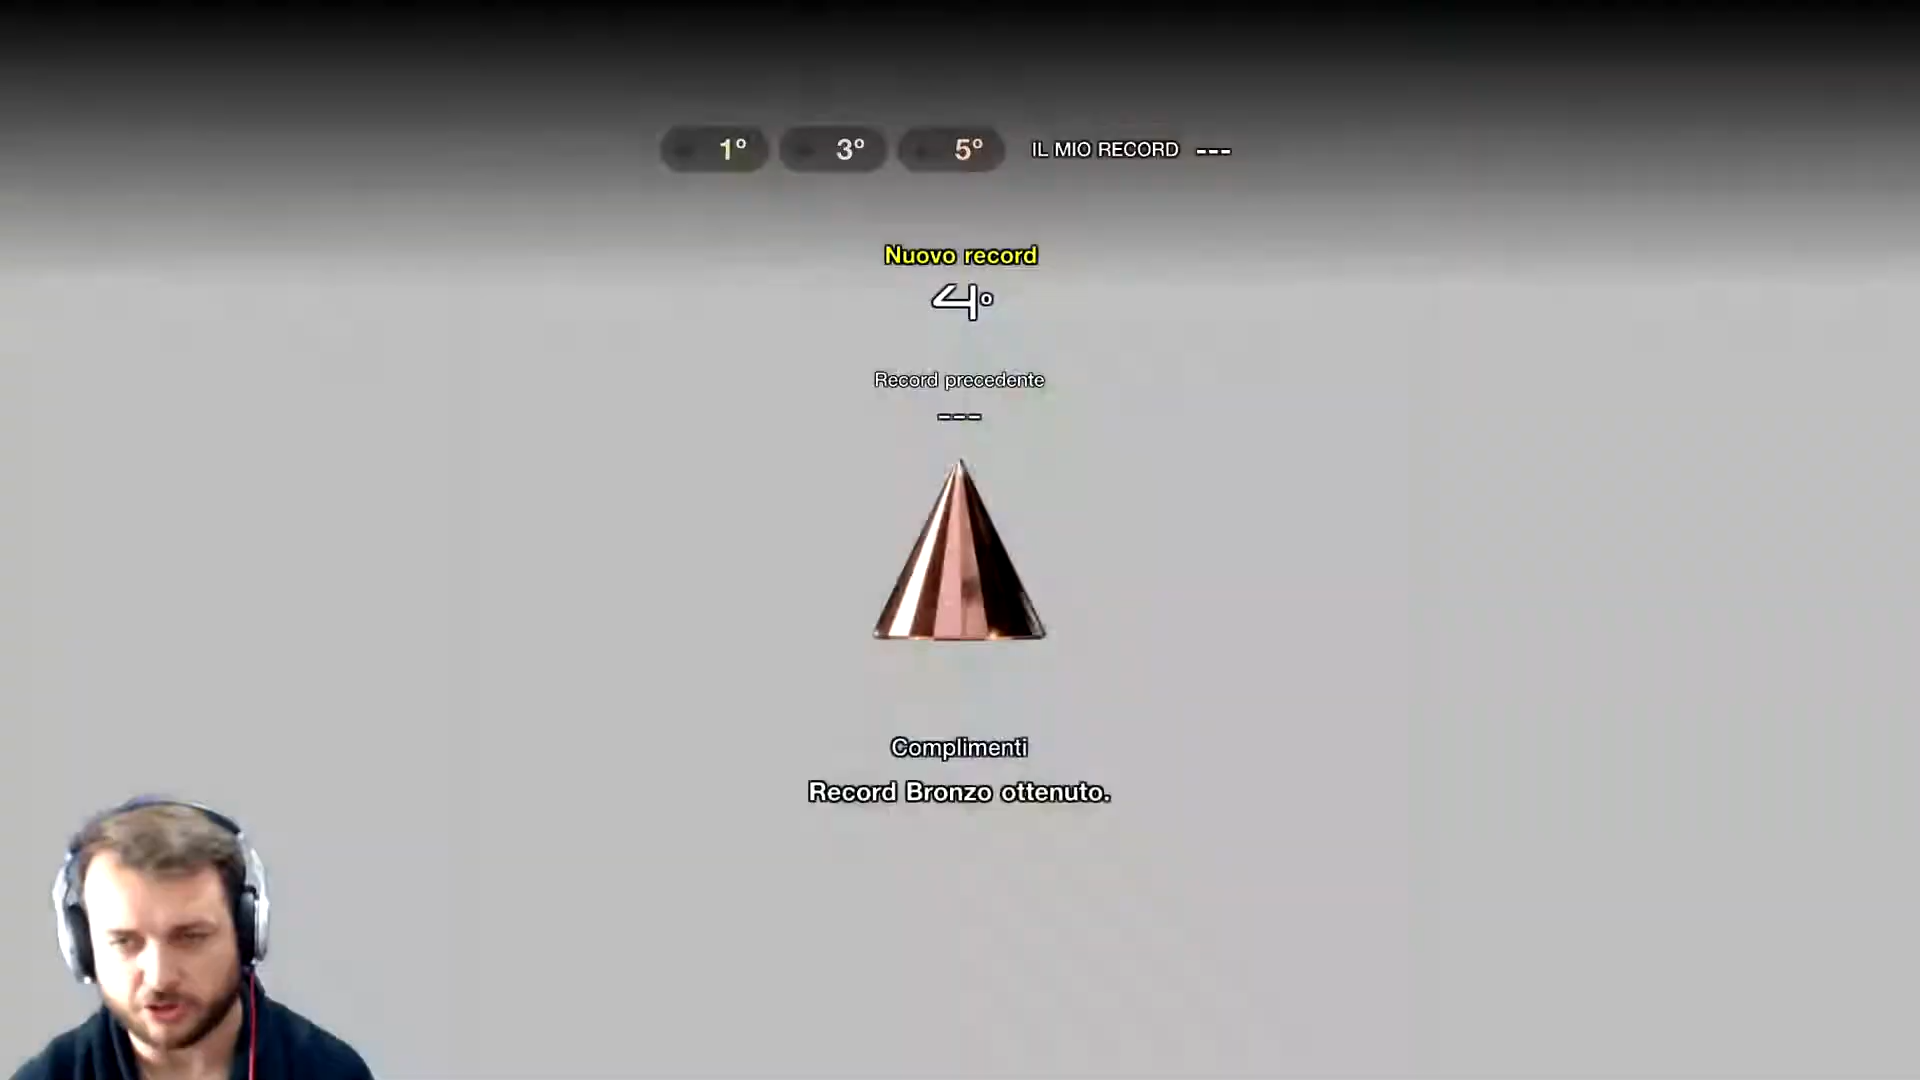 1° 3° 5° IL MIO RECORD ---
Nuovo record
4°
Record precedente
---
Complimenti
Record Bronzo ottenuto.